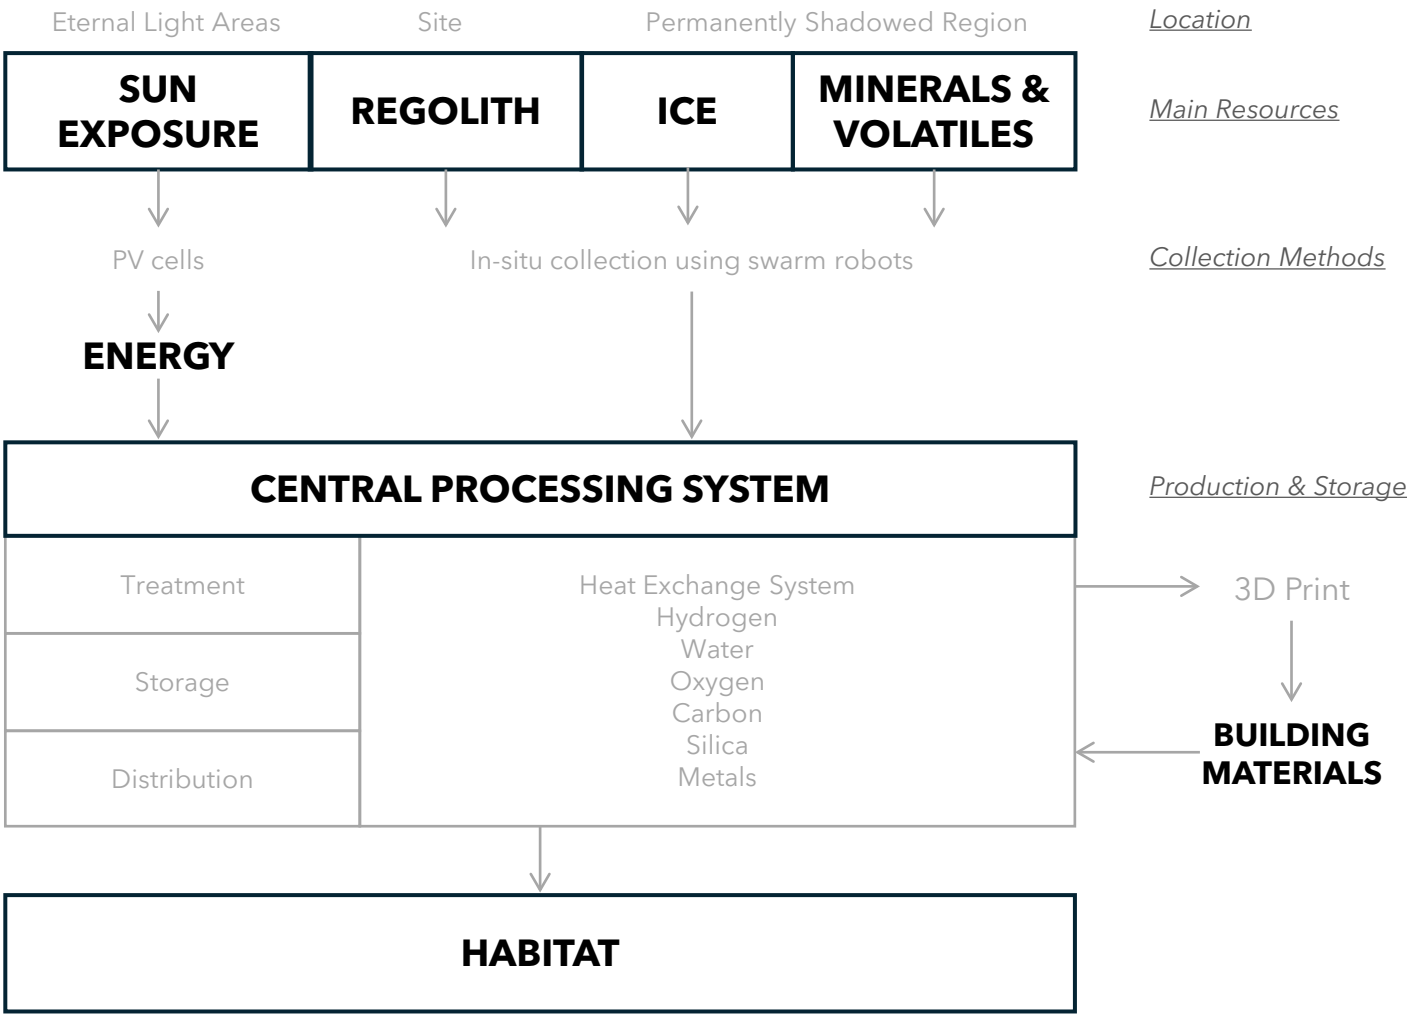 Eternal Light Areas
Site
Permanently Shadowed Region
Location
SUN
EXPOSURE
REGOLITH
ICE
MINERALS &
VOLATILES
Main Resources
PV cells
In-situ collection using swarm robots
Collection Methods
ENERGY
CENTRAL PROCESSING SYSTEM
Production & Storage
Treatment
Storage
Distribution
Heat Exchange System
Hydrogen
Water
Oxygen
Carbon
Silica
Metals
3D Print
BUILDING
MATERIALS
HABITAT